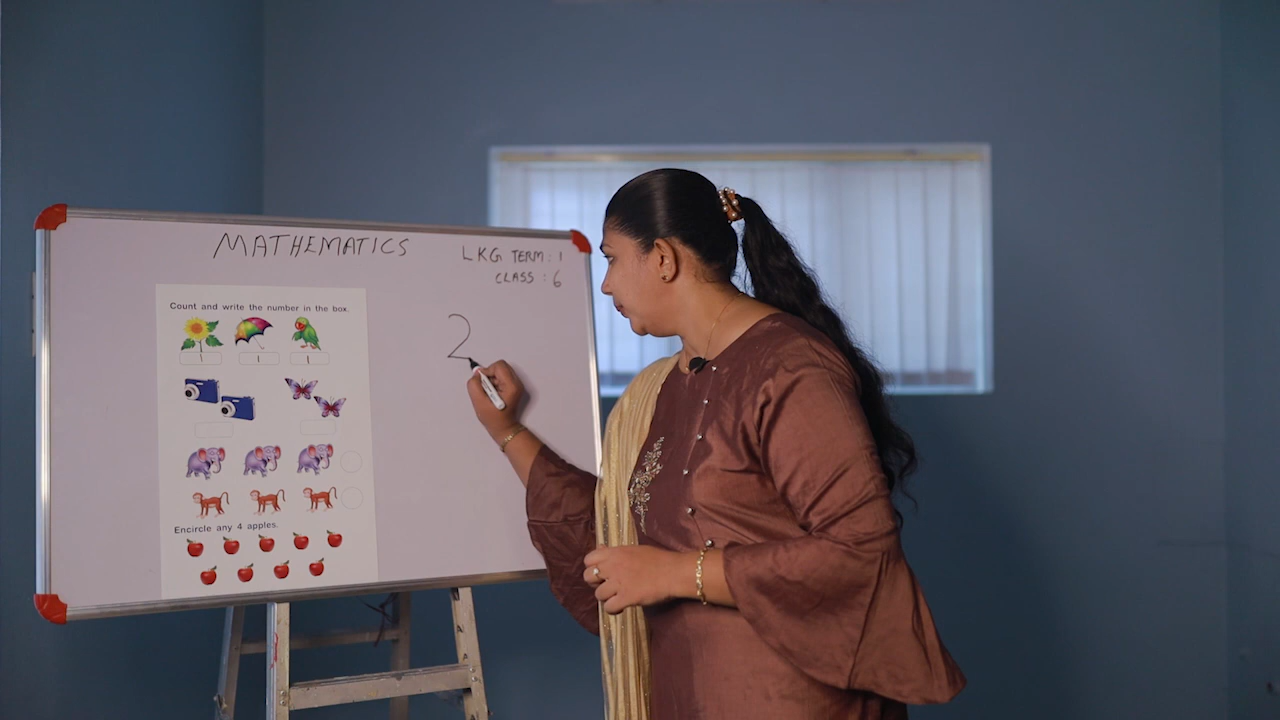 MATHEMATICS
LKG TERM : 1
CLASS : 6
Count and write the number in the box.
1 1 1
2
Encircle any 4 apples.